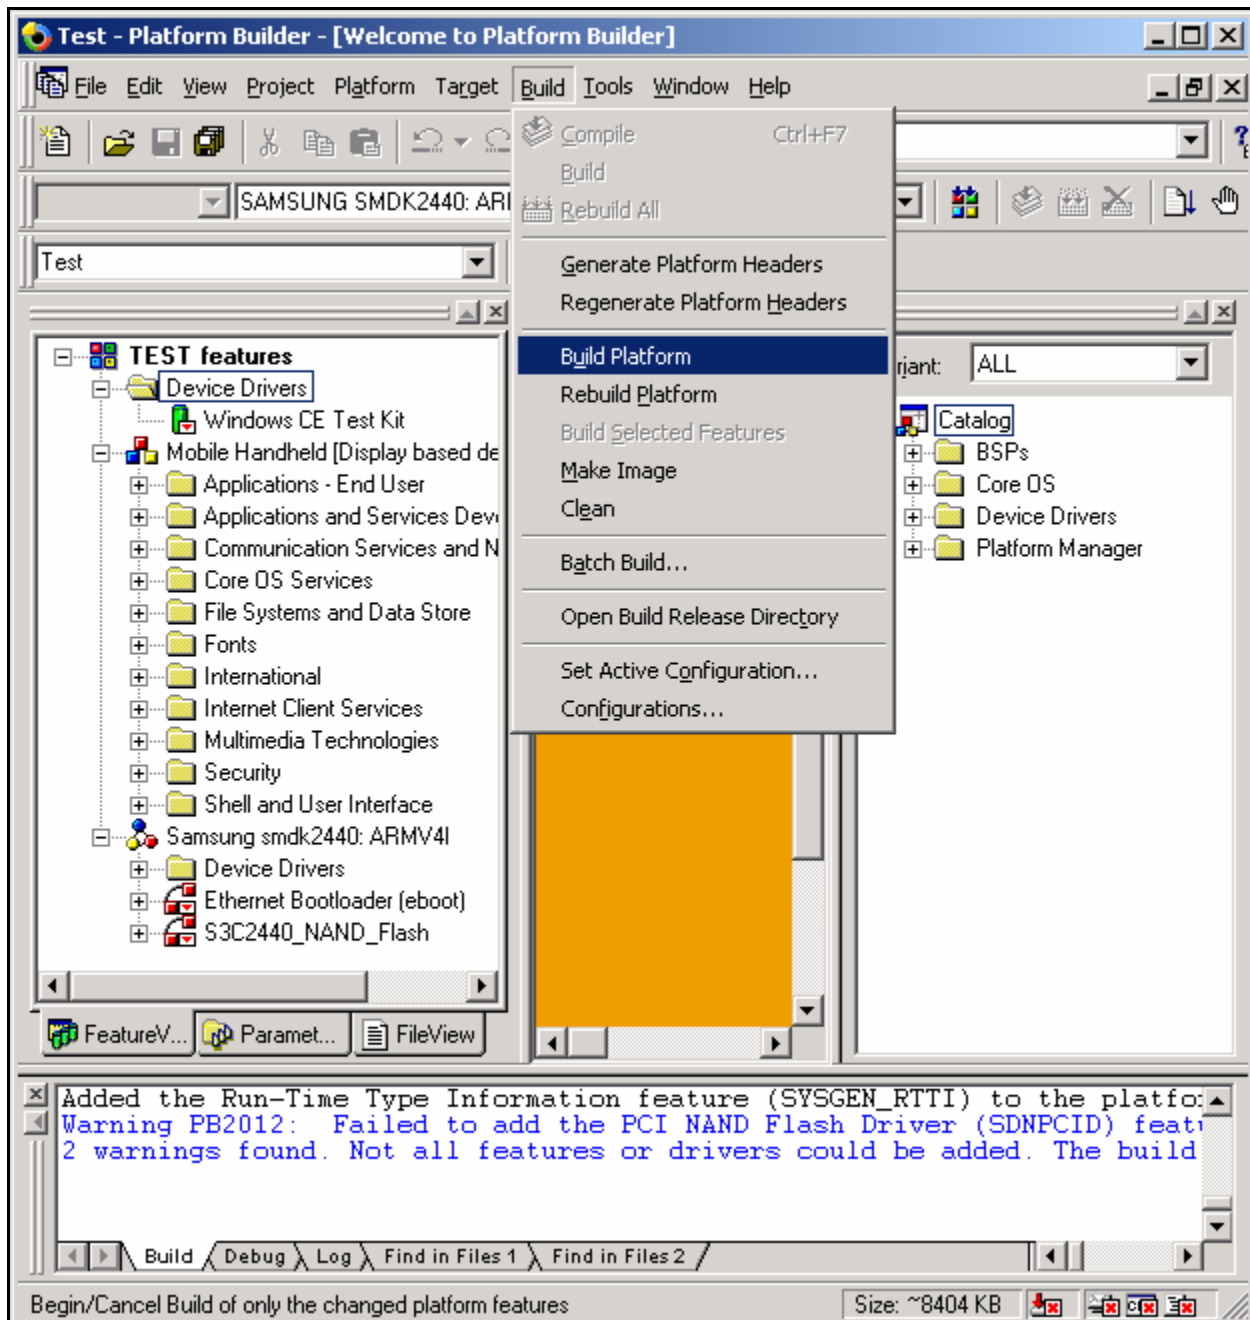 Test - Platform Builder - [Welcome to Platform Builder]
File Edit View Project Platform Target Build Tools Window Help
Compile Ctrl+F7
Build
SAMSUNG SMDK2440: ARM
Rebuild All
Test
Generate Platform Headers
Regenerate Platform Headers
TEST features
Build Platform
riant: ALL
Device Drivers
Rebuild Platform
Windows CE Test Kit
Catalog
Build Selected Features
Mobile Handheld [Display based de
BSPs
Make Image
Applications - End User
Core OS
Clean
Applications and Services Dev
Device Drivers
Communication Services and N
Platform Manager
Batch Build...
Core OS Services
File Systems and Data Store
Open Build Release Directory
Fonts
International
Set Active Configuration...
Internet Client Services
Configurations...
Multimedia Technologies
Security
Shell and User Interface
Samsung smdk2440: ARMV4I
Device Drivers
Ethernet Bootloader (eboot)
S3C2440_NAND_Flash
FeatureV... Paramet... FileView
Added the Run-Time Type Information feature (SYSGEN_RTTI) to the platfo
Warning PB2012: Failed to add the PCI NAND Flash Driver (SDNPCID) feat
2 warnings found. Not all features or drivers could be added. The build
Build Debug Log Find in Files 1 Find in Files 2
Begin/Cancel Build of only the changed platform features Size: ~8404 KB